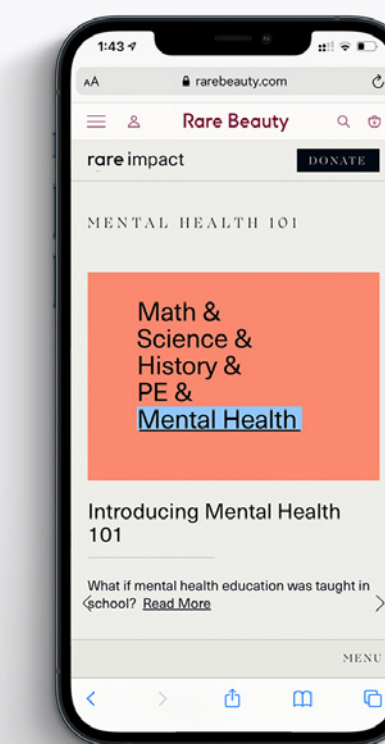 1:43
AA rarebeauty.com
Rare Beauty
rare impact DONATE
MENTAL HEALTH 101
Math &
Science &
History &
PE &
Mental Health
Introducing Mental Health
101
What if mental health education was taught in
school? Read More
MENU